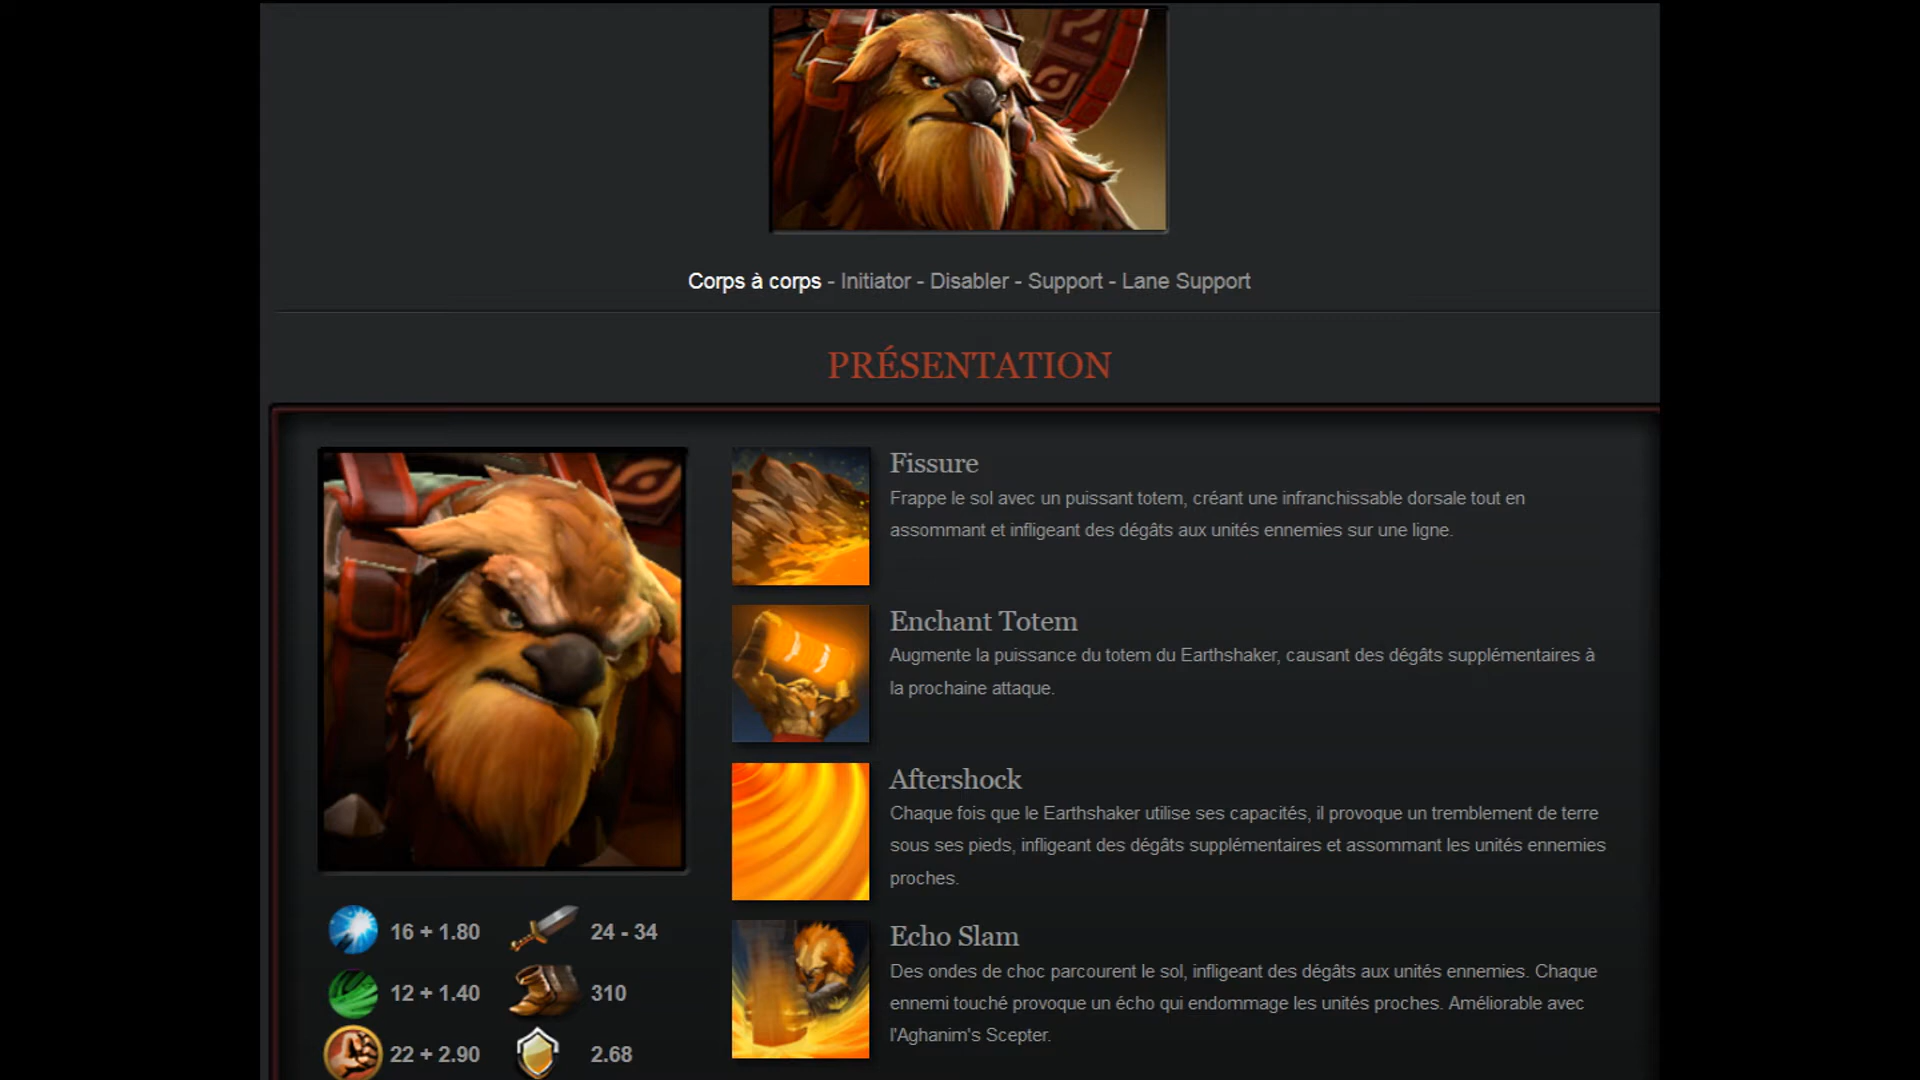 Corps à corps - Initiator - Disabler - Support - Lane Support
PRÉSENTATION
Fissure
Frappe le sol avec un puissant totem, créant une infranchissable dorsale tout en
assommant et infligeant des dégâts aux unités ennemies sur une ligne.
Enchant Totem
Augmente la puissance du totem du Earthshaker, causant des dégâts supplémentaires à
la prochaine attaque.
Aftershock
Chaque fois que le Earthshaker utilise ses capacités, il provoque un tremblement de terre
sous ses pieds, infligeant des dégâts supplémentaires et assommant les unités ennemies
proches.
Echo Slam
Des ondes de choc parcourent le sol, infligeant des dégâts aux unités ennemies. Chaque
ennemi touché provoque un écho qui endommage les unités proches. Améliorable avec
l'Aghanim's Scepter.
16 + 1.80 24 - 34
12 + 1.40 310
22 + 2.90 2.68